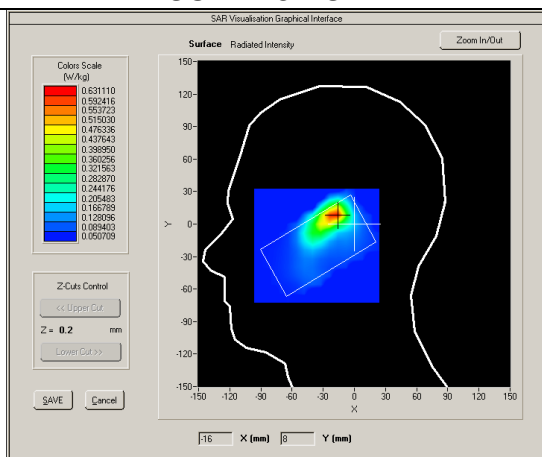 SAR Visualisation Graphical Interface
Surface Radiated Intensity
Zoom In/Out
Colors Scale
(W/kg)
0.631110
0.592416
0.553723
0.515030
0.476336
0.437643
0.398950
0.360256
0.321563
0.282870
0.244176
0.205483
0.166789
0.128096
0.089403
0.050709
Z-Cuts Control
<< Upper Cut
Z = 0.2 mm
Lower Cut >>
SAVE Cancel
150-
120-
90-
60-
30-
0-
-30-
-60-
-90-
-120-
-150-
Y
-150 -120 -90 -60 -30 0 30 60 90 120 150
X
-16 X (mm) 8 Y (mm)